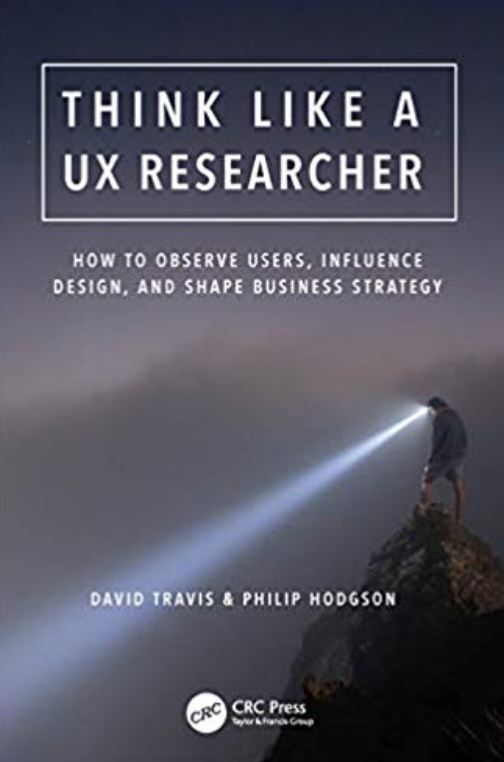 THINK LIKE A
UX RESEARCHER
HOW TO OBSERVE USERS, INFLUENCE
DESIGN, AND SHAPE BUSINESS STRATEGY
DAVID TRAVIS & PHILIP HODGSON
CRC CRC Press
Taylor & Francis Group